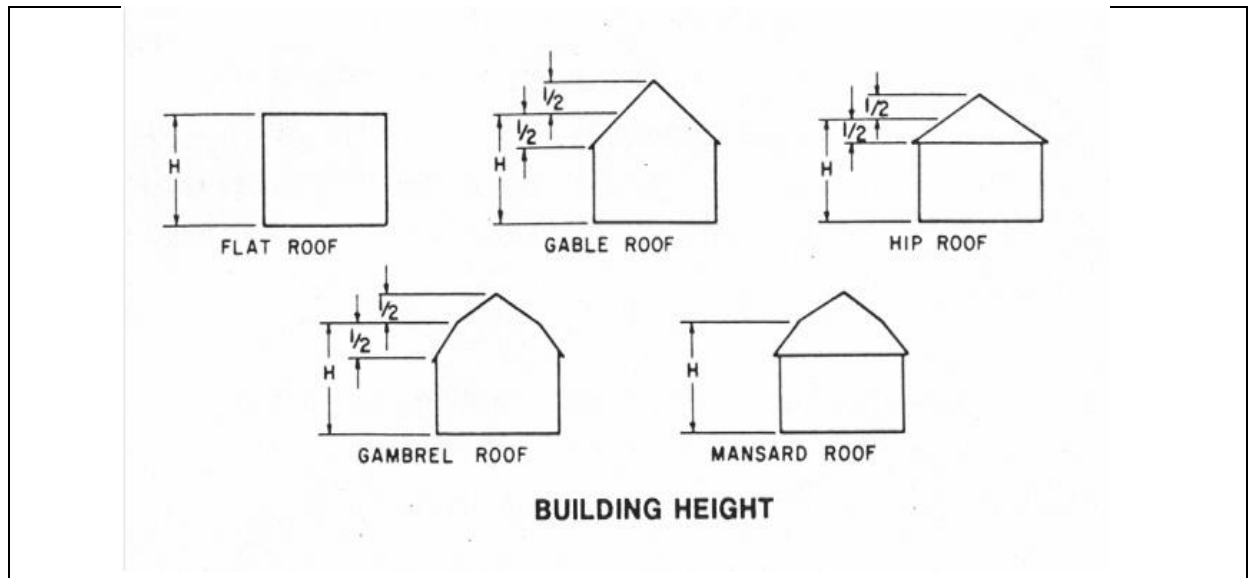 1/2
1/2
H
FLAT ROOF
1/2
1/2
H
GABLE ROOF
H
HIP ROOF
1/2
1/2
H
GAMBREL ROOF
H
MANSARD ROOF
BUILDING HEIGHT